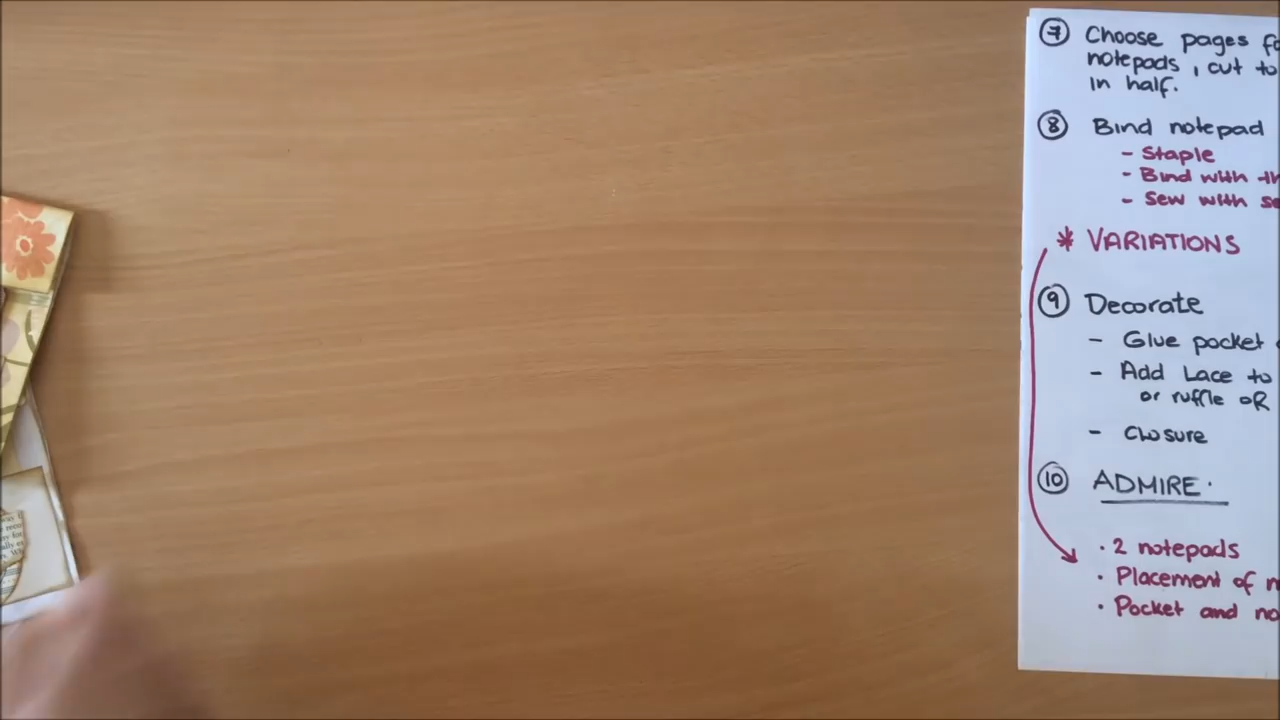 7 Choose pages
notepads, cut to
in half.
8 Bind notepad
- Staple
- Bind with
- Sew with
* VARIATIONS
9 Decorate
- Glue pocket
- Add Lace to
or ruffle OR
- Closure
10 ADMIRE.
· 2 notepads
· Placement of
· Pocket and